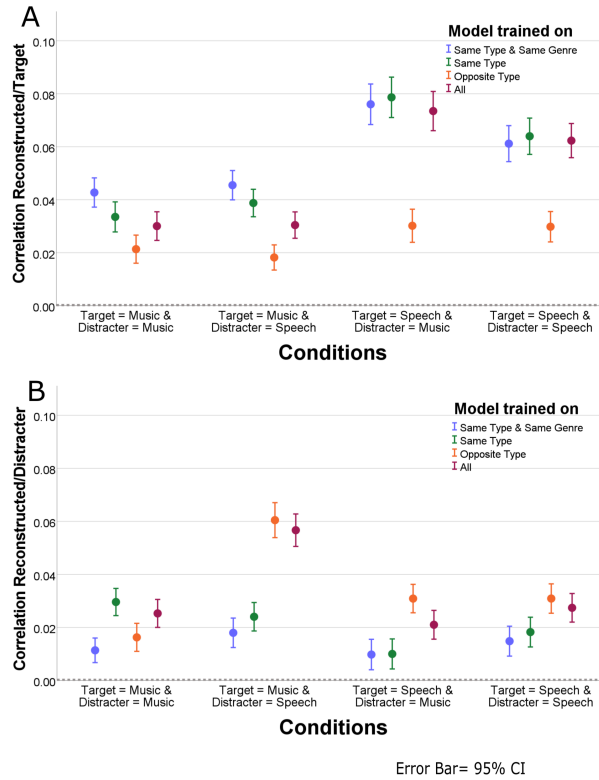 A
Correlation Reconstructed/Target
0.10
0.08
0.06
0.04
0.02
0.00
Model trained on
Same Type & Same Genre
Same Type
Opposite Type
All
Target = Music &
Distracter = Music
Target = Music &
Distracter = Speech
Target = Speech &
Distracter = Music
Target = Speech &
Distracter = Speech
Conditions
B
Correlation Reconstructed/Distracter
0.10
0.08
0.06
0.04
0.02
0.00
Model trained on
Same Type & Same Genre
Same Type
Opposite Type
All
Target = Music &
Distracter = Music
Target = Music &
Distracter = Speech
Target = Speech &
Distracter = Music
Target = Speech &
Distracter = Speech
Conditions
Error Bar= 95% CI